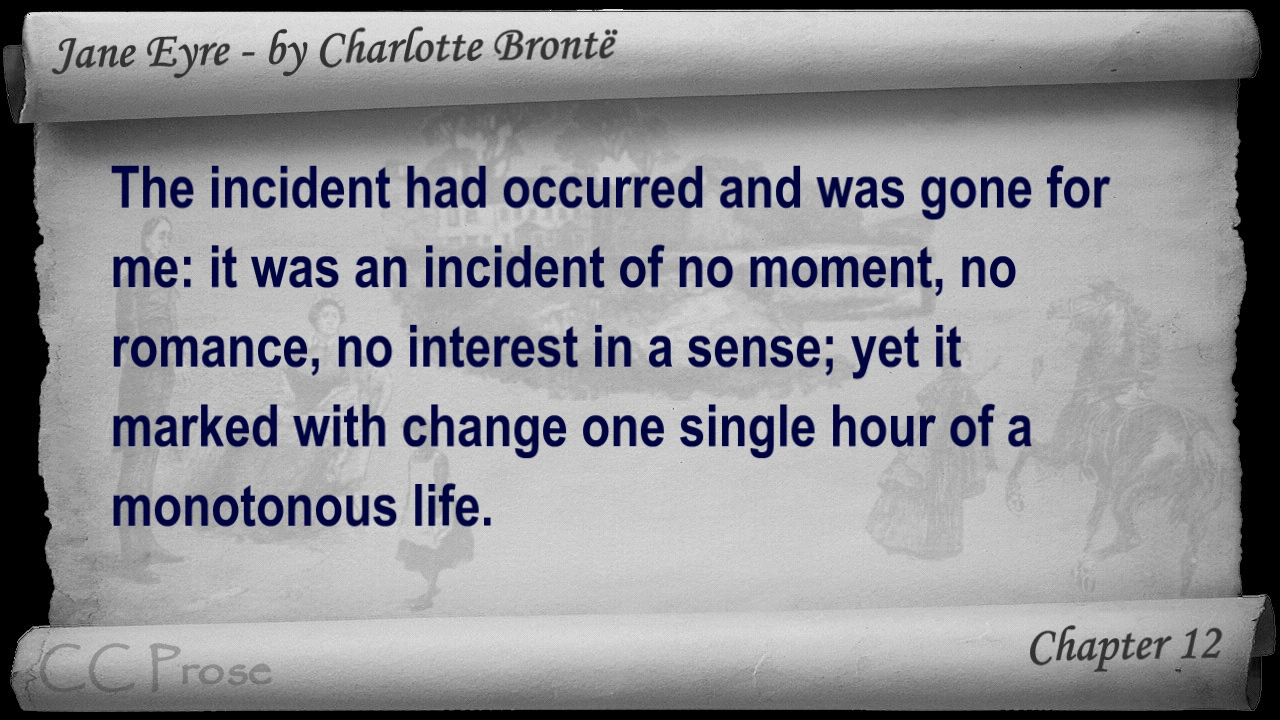 Jane Eyre - by Charlotte Brontë
The incident had occurred and was gone for
me: it was an incident of no moment, no
romance, no interest in a sense; yet it
marked with change one single hour of a
monotonous life.
CC Prose
Chapter 12